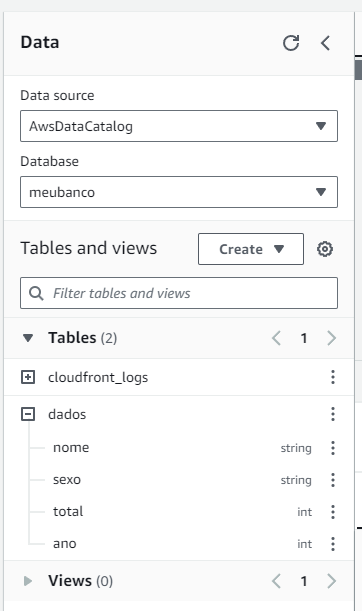 Data
Data source
AwsDataCatalog
Database
meubanco
Tables and views
Create
Filter tables and views
Tables (2)
1
cloudfront_logs
dados
nome string
sexo string
total int
ano int
Views (0)
1